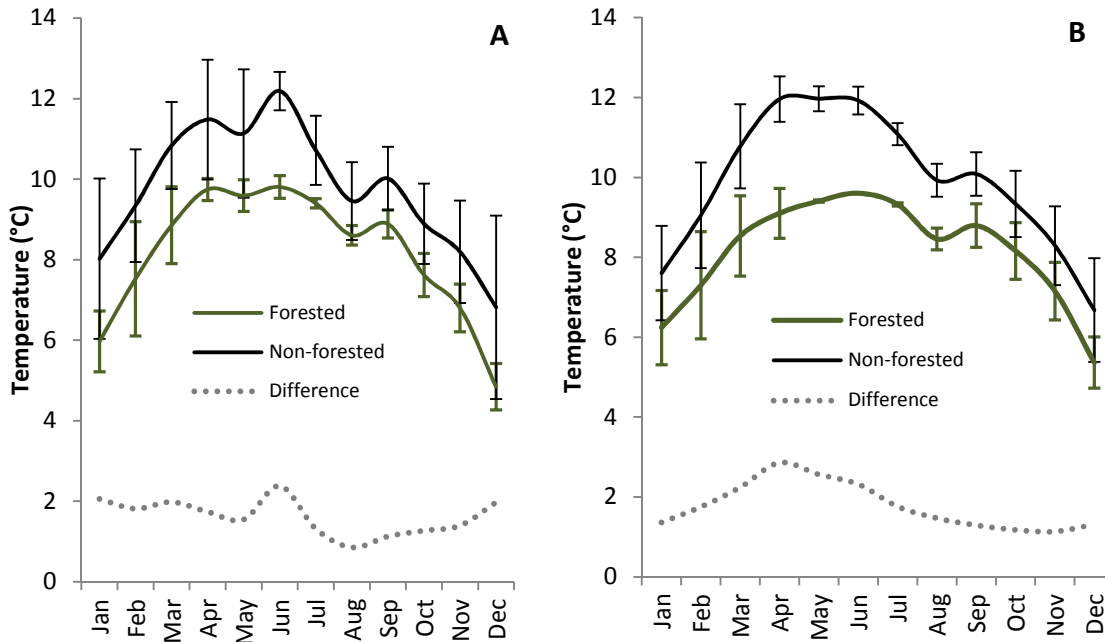 A
Temperature (°C)
14
12
10
8
6
4
2
0
Forested
Non-forested
Difference
Jan
Feb
Mar
Apr
May
Jun
Jul
Aug
Sep
Oct
Nov
Dec
B
Temperature (°C)
14
12
10
8
6
4
2
0
Forested
Non-forested
Difference
Jan
Feb
Mar
Apr
May
Jun
Jul
Aug
Sep
Oct
Nov
Dec